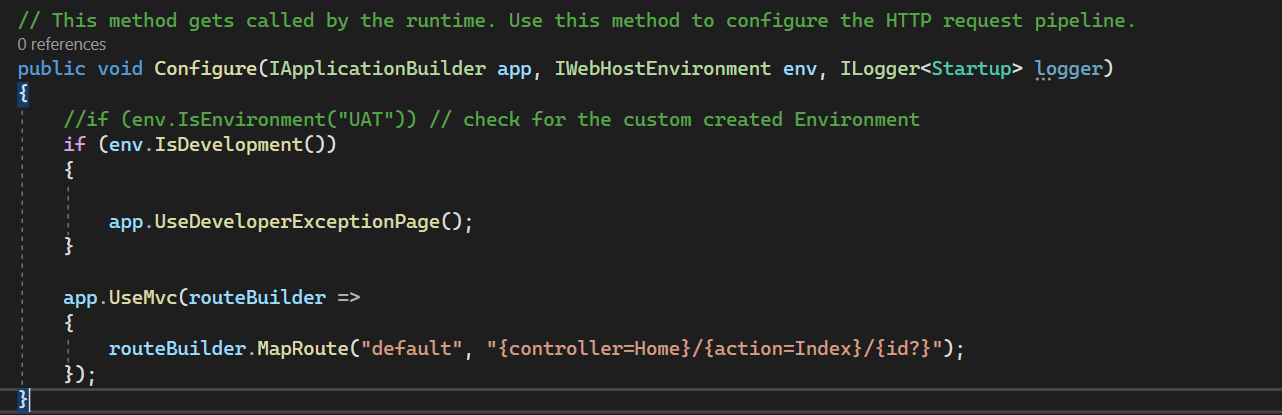 // This method gets called by the runtime. Use this method to configure the HTTP request pipeline.
0 references
public void Configure(IApplicationBuilder app, IWebHostEnvironment env, ILogger<Startup> logger)
{
//if (env.IsEnvironment("UAT")) // check for the custom created Environment
if (env.IsDevelopment())
{
app.UseDeveloperExceptionPage();
}
app.UseMvc(routeBuilder =>
{
routeBuilder.MapRoute("default", "{controller=Home}/{action=Index}/{id?}");
});
}